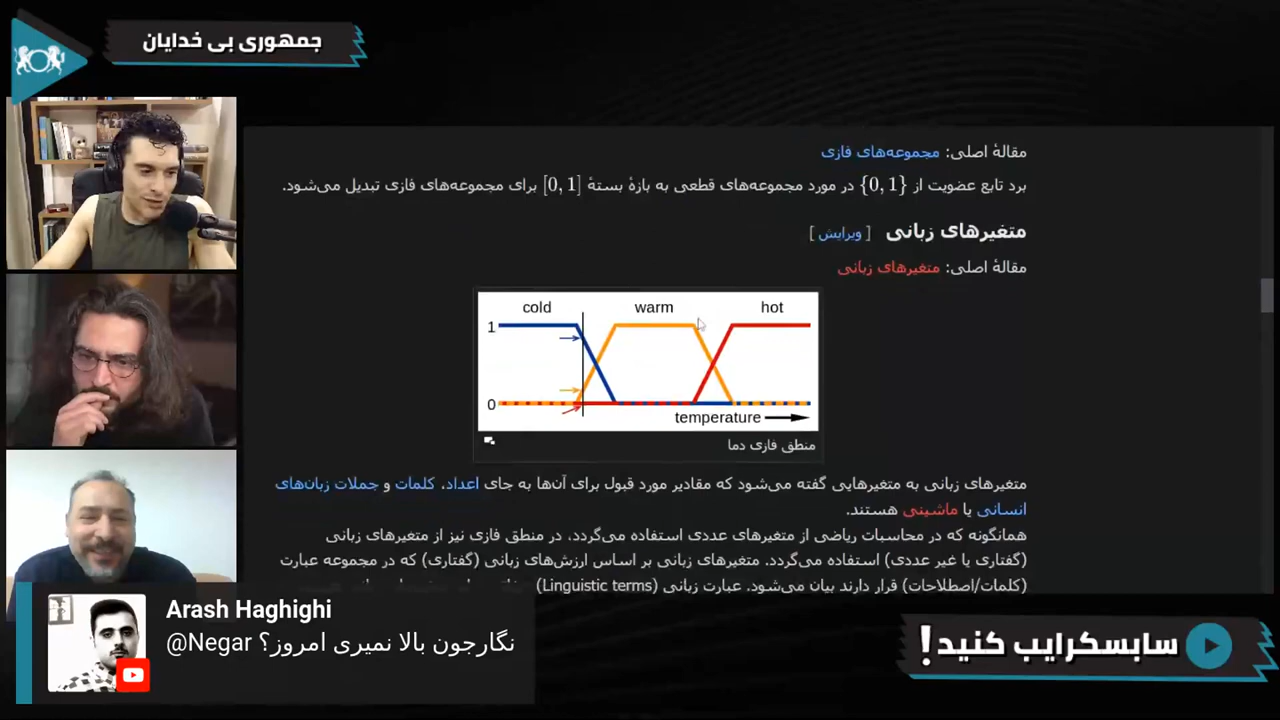 جمهوری بی خدایان
مقالهٔ اصلی: مجموعه‌های فازی
برد تابع عضویت از {0, 1} در مورد مجموعه‌های قطعی به بازهٔ بستهٔ [0, 1] برای مجموعه‌های فازی تبدیل می‌شود.
متغیرهای زبانی [ ویرایش ]
مقالهٔ اصلی: متغیرهای زبانی
cold warm hot
1
0
temperature
منطق فازی دما
متغیرهای زبانی به متغیرهایی گفته می‌شود که مقادیر مورد قبول برای آن‌ها به جای اعداد، کلمات و جملات زبان‌های
انسانی یا ماشینی هستند.
همانگونه که در محاسبات ریاضی از متغیرهای عددی استفاده می‌گردد، در منطق فازی نیز از متغیرهای زبانی
(گفتاری یا غیر عددی) استفاده می‌گردد. متغیرهای زبانی بر اساس ارزش‌های زبانی (گفتاری) که در مجموعه عبارت
(کلمات/اصطلاحات) قرار دارند بیان می‌شود. عبارت زبانی (Linguistic terms)
Arash Haghighi
@Negar نگارجون بالا نمیری امروز؟
سابسکرایب کنید!